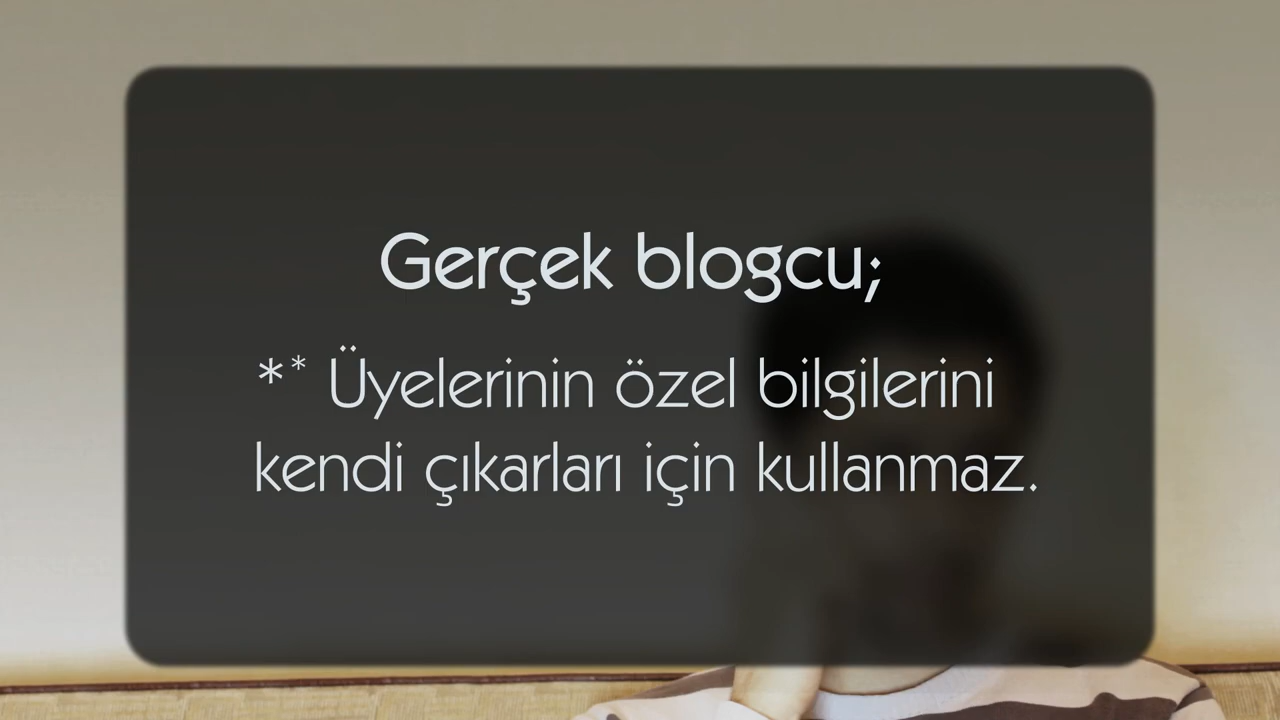 Gerçek blogcu;
** Üyelerinin özel bilgilerini
kendi çıkarları için kullanmaz.